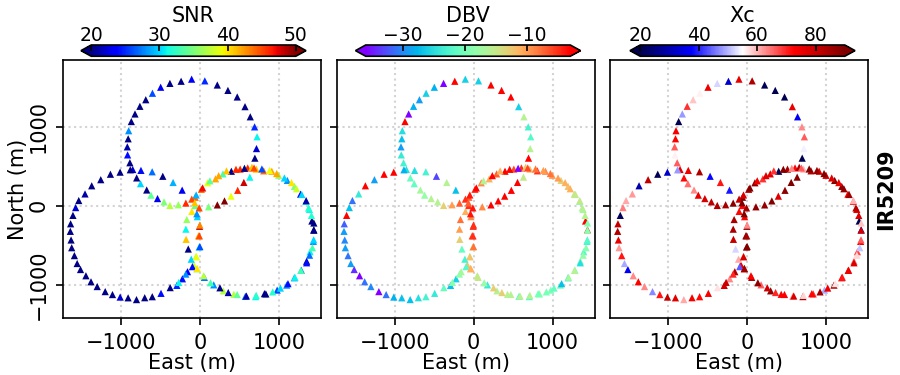 SNR DBV Xc
20 30 40 50 −30 −20 −10 20 40 60 80
North (m)
1000
0
−1000
−1000 0 1000 −1000 0 1000 −1000 0 1000
East (m) East (m) East (m)
IR5209